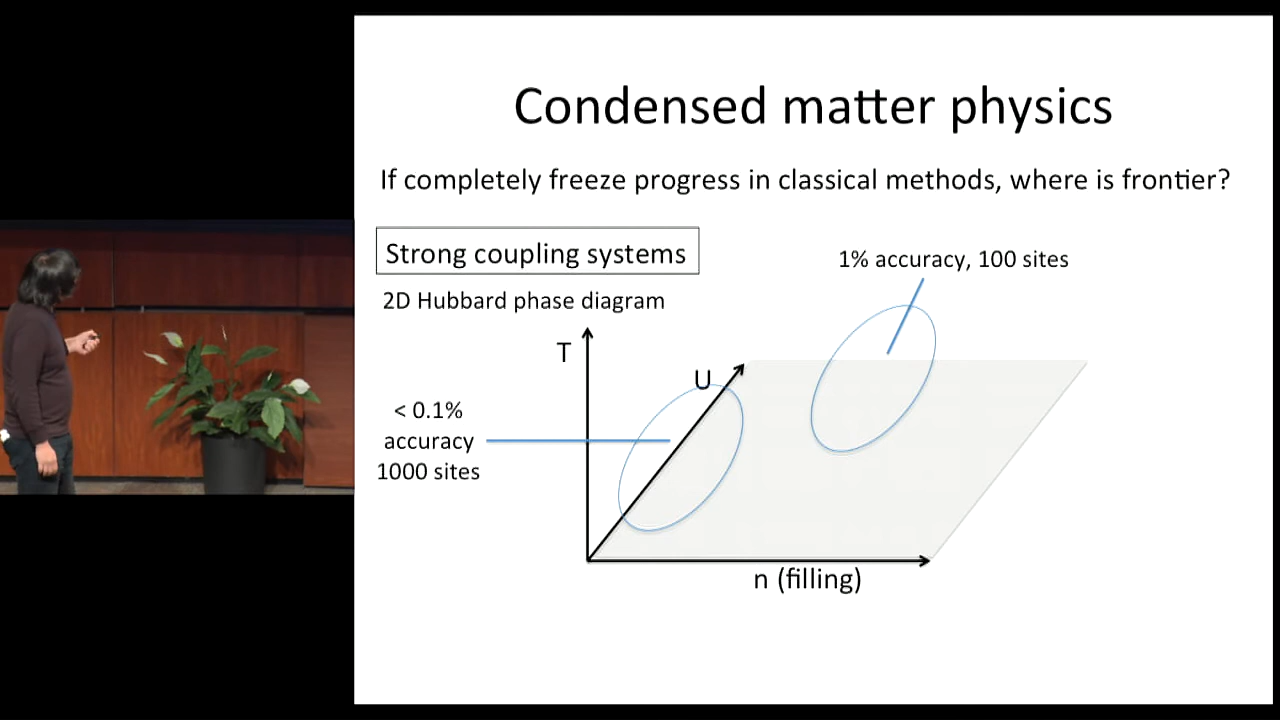 Condensed matter physics
If completely freeze progress in classical methods, where is frontier?
Strong coupling systems
1% accuracy, 100 sites
2D Hubbard phase diagram
T
U
< 0.1%
accuracy
1000 sites
n (filling)